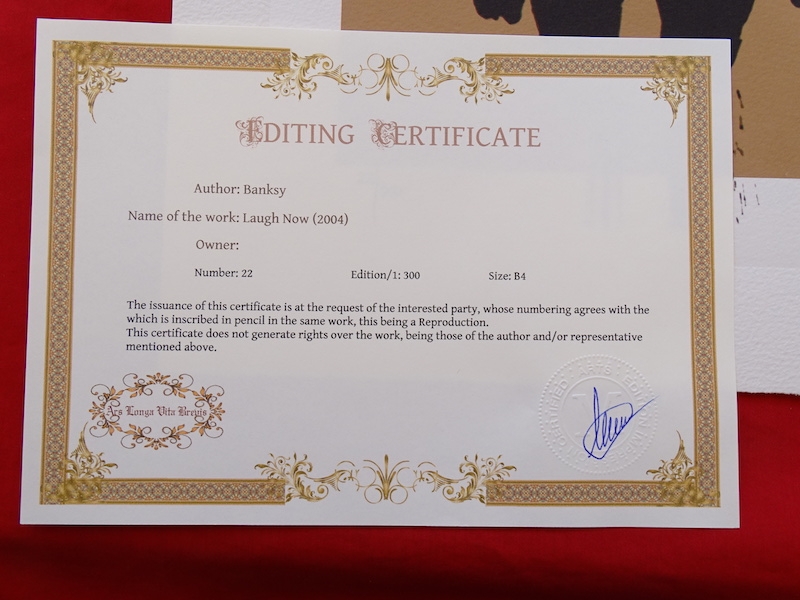 Editing Certificate
Author: Banksy
Name of the work: Laugh Now (2004)
Owner:
Number: 22 Edition/1: 300 Size: B4
The issuance of this certificate is at the request of the interested party, whose numbering agrees with the
which is inscribed in pencil in the same work, this being a Reproduction.
This certificate does not generate rights over the work, being those of the author and/or representative
mentioned above.
Ars Longa Vita Brevis
CERTIFIED